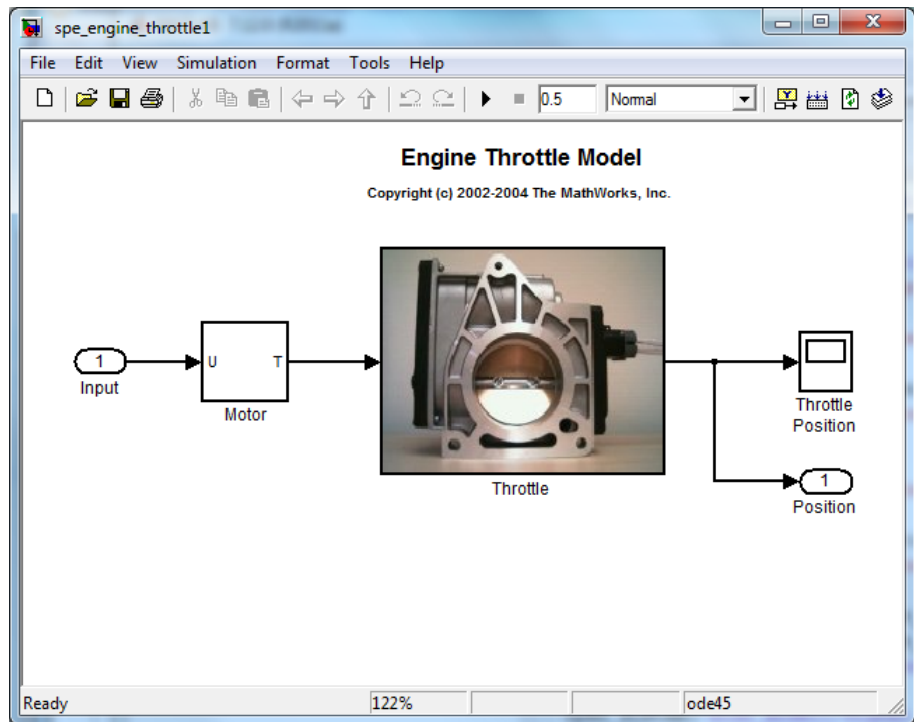 spe_engine_throttle1
File Edit View Simulation Format Tools Help
0.5 Normal
Engine Throttle Model
Copyright (c) 2002-2004 The MathWorks, Inc.
1
Input
U T
Motor
Throttle
Throttle
Position
1
Position
Ready 122% ode45